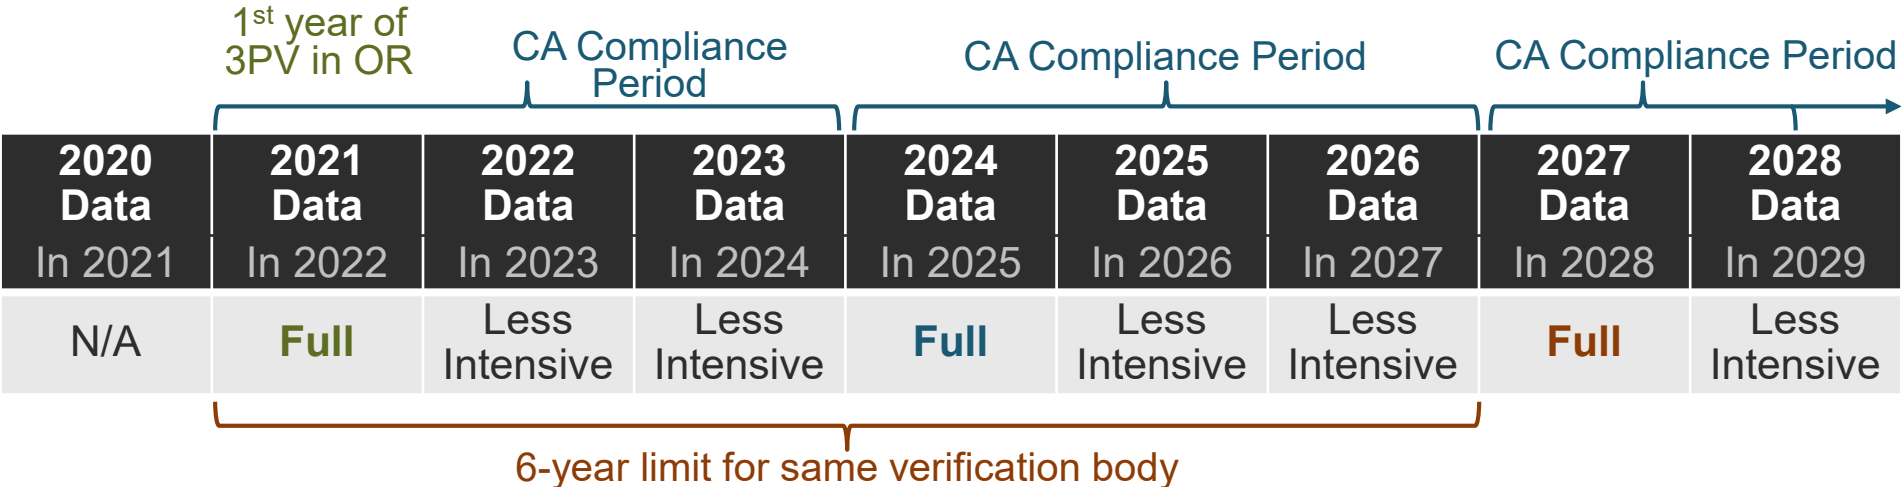 1st year of
3PV in OR
CA Compliance
Period
CA Compliance Period
CA Compliance Period
2020 Data In 2021
2021 Data In 2022
2022 Data In 2023
2023 Data In 2024
2024 Data In 2025
2025 Data In 2026
2026 Data In 2027
2027 Data In 2028
2028 Data In 2029
N/A
Full
Less Intensive
Less Intensive
Full
Less Intensive
Less Intensive
Full
Less Intensive
6-year limit for same verification body